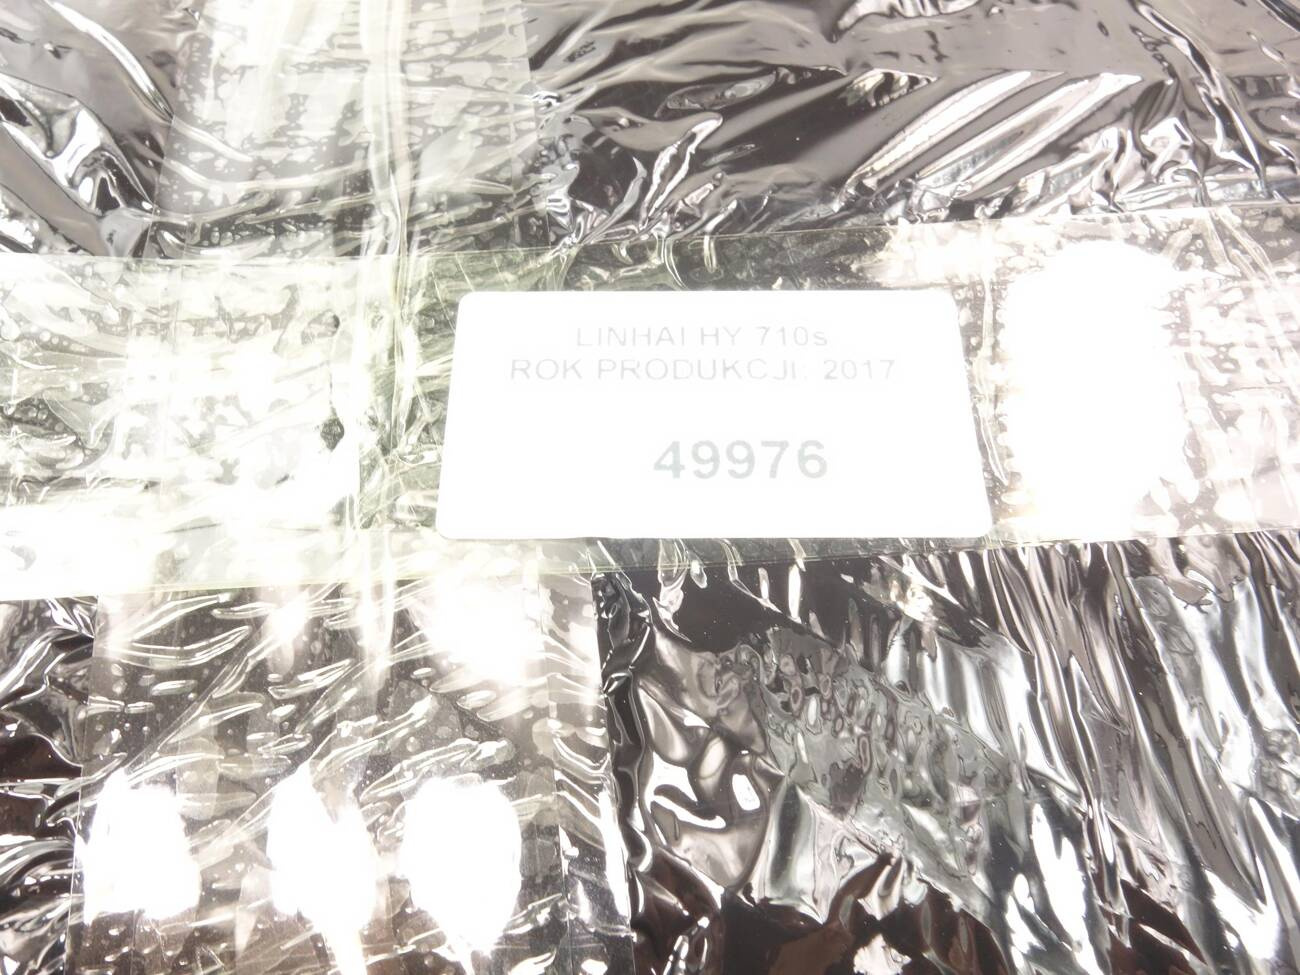 LINHAI HY 710s
ROK PRODUKCJI: 2017
49976